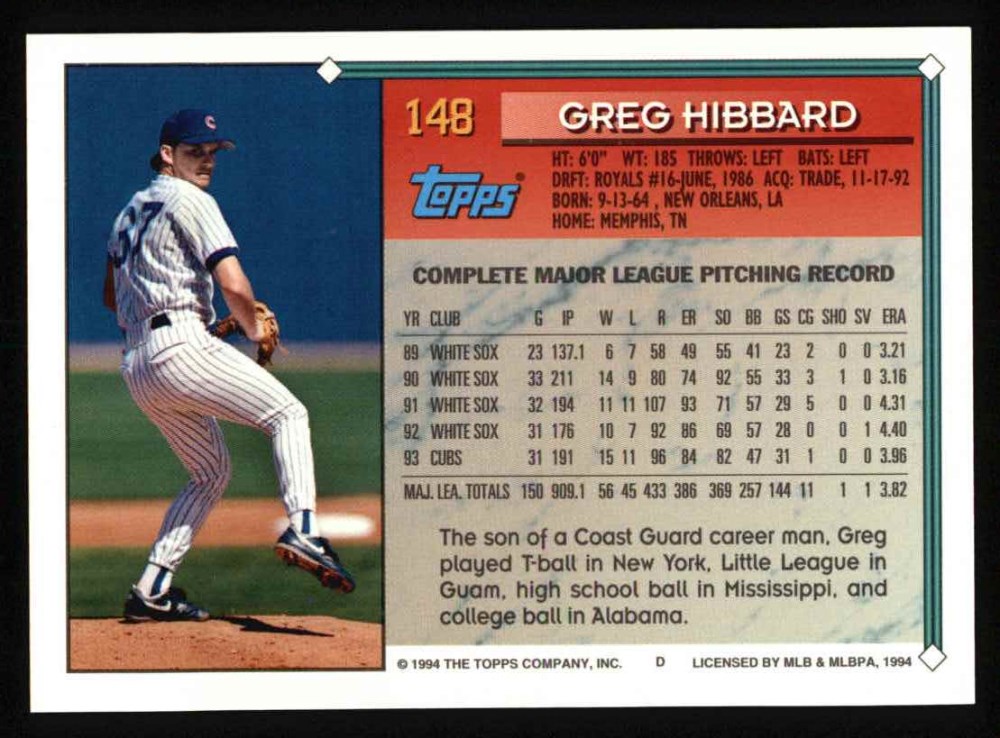 148
GREG HIBBARD
TOPPS
HT: 6'0" WT: 185 THROWS: LEFT BATS: LEFT
DRFT: ROYALS #16-JUNE, 1986 ACQ: TRADE, 11-17-92
BORN: 9-13-64 , NEW ORLEANS, LA
HOME: MEMPHIS, TN
COMPLETE MAJOR LEAGUE PITCHING RECORD
YR CLUB G IP W L R ER SO BB GS CG SHO SV ERA
89 WHITE SOX 23 137.1 6 7 58 49 55 41 23 2 0 0 3.21
90 WHITE SOX 33 211 14 9 80 74 92 55 33 3 1 0 3.16
91 WHITE SOX 32 194 11 11 107 93 71 57 29 5 0 0 4.31
92 WHITE SOX 31 176 10 7 92 86 69 57 28 0 0 1 4.40
93 CUBS 31 191 15 11 96 84 82 47 31 1 0 0 3.96
MAJ. LEA. TOTALS 150 909.1 56 45 433 386 369 257 144 11 1 1 3.82
The son of a Coast Guard career man, Greg
played T-ball in New York, Little League in
Guam, high school ball in Mississippi, and
college ball in Alabama.
© 1994 THE TOPPS COMPANY, INC. D LICENSED BY MLB & MLBPA, 1994
37
C